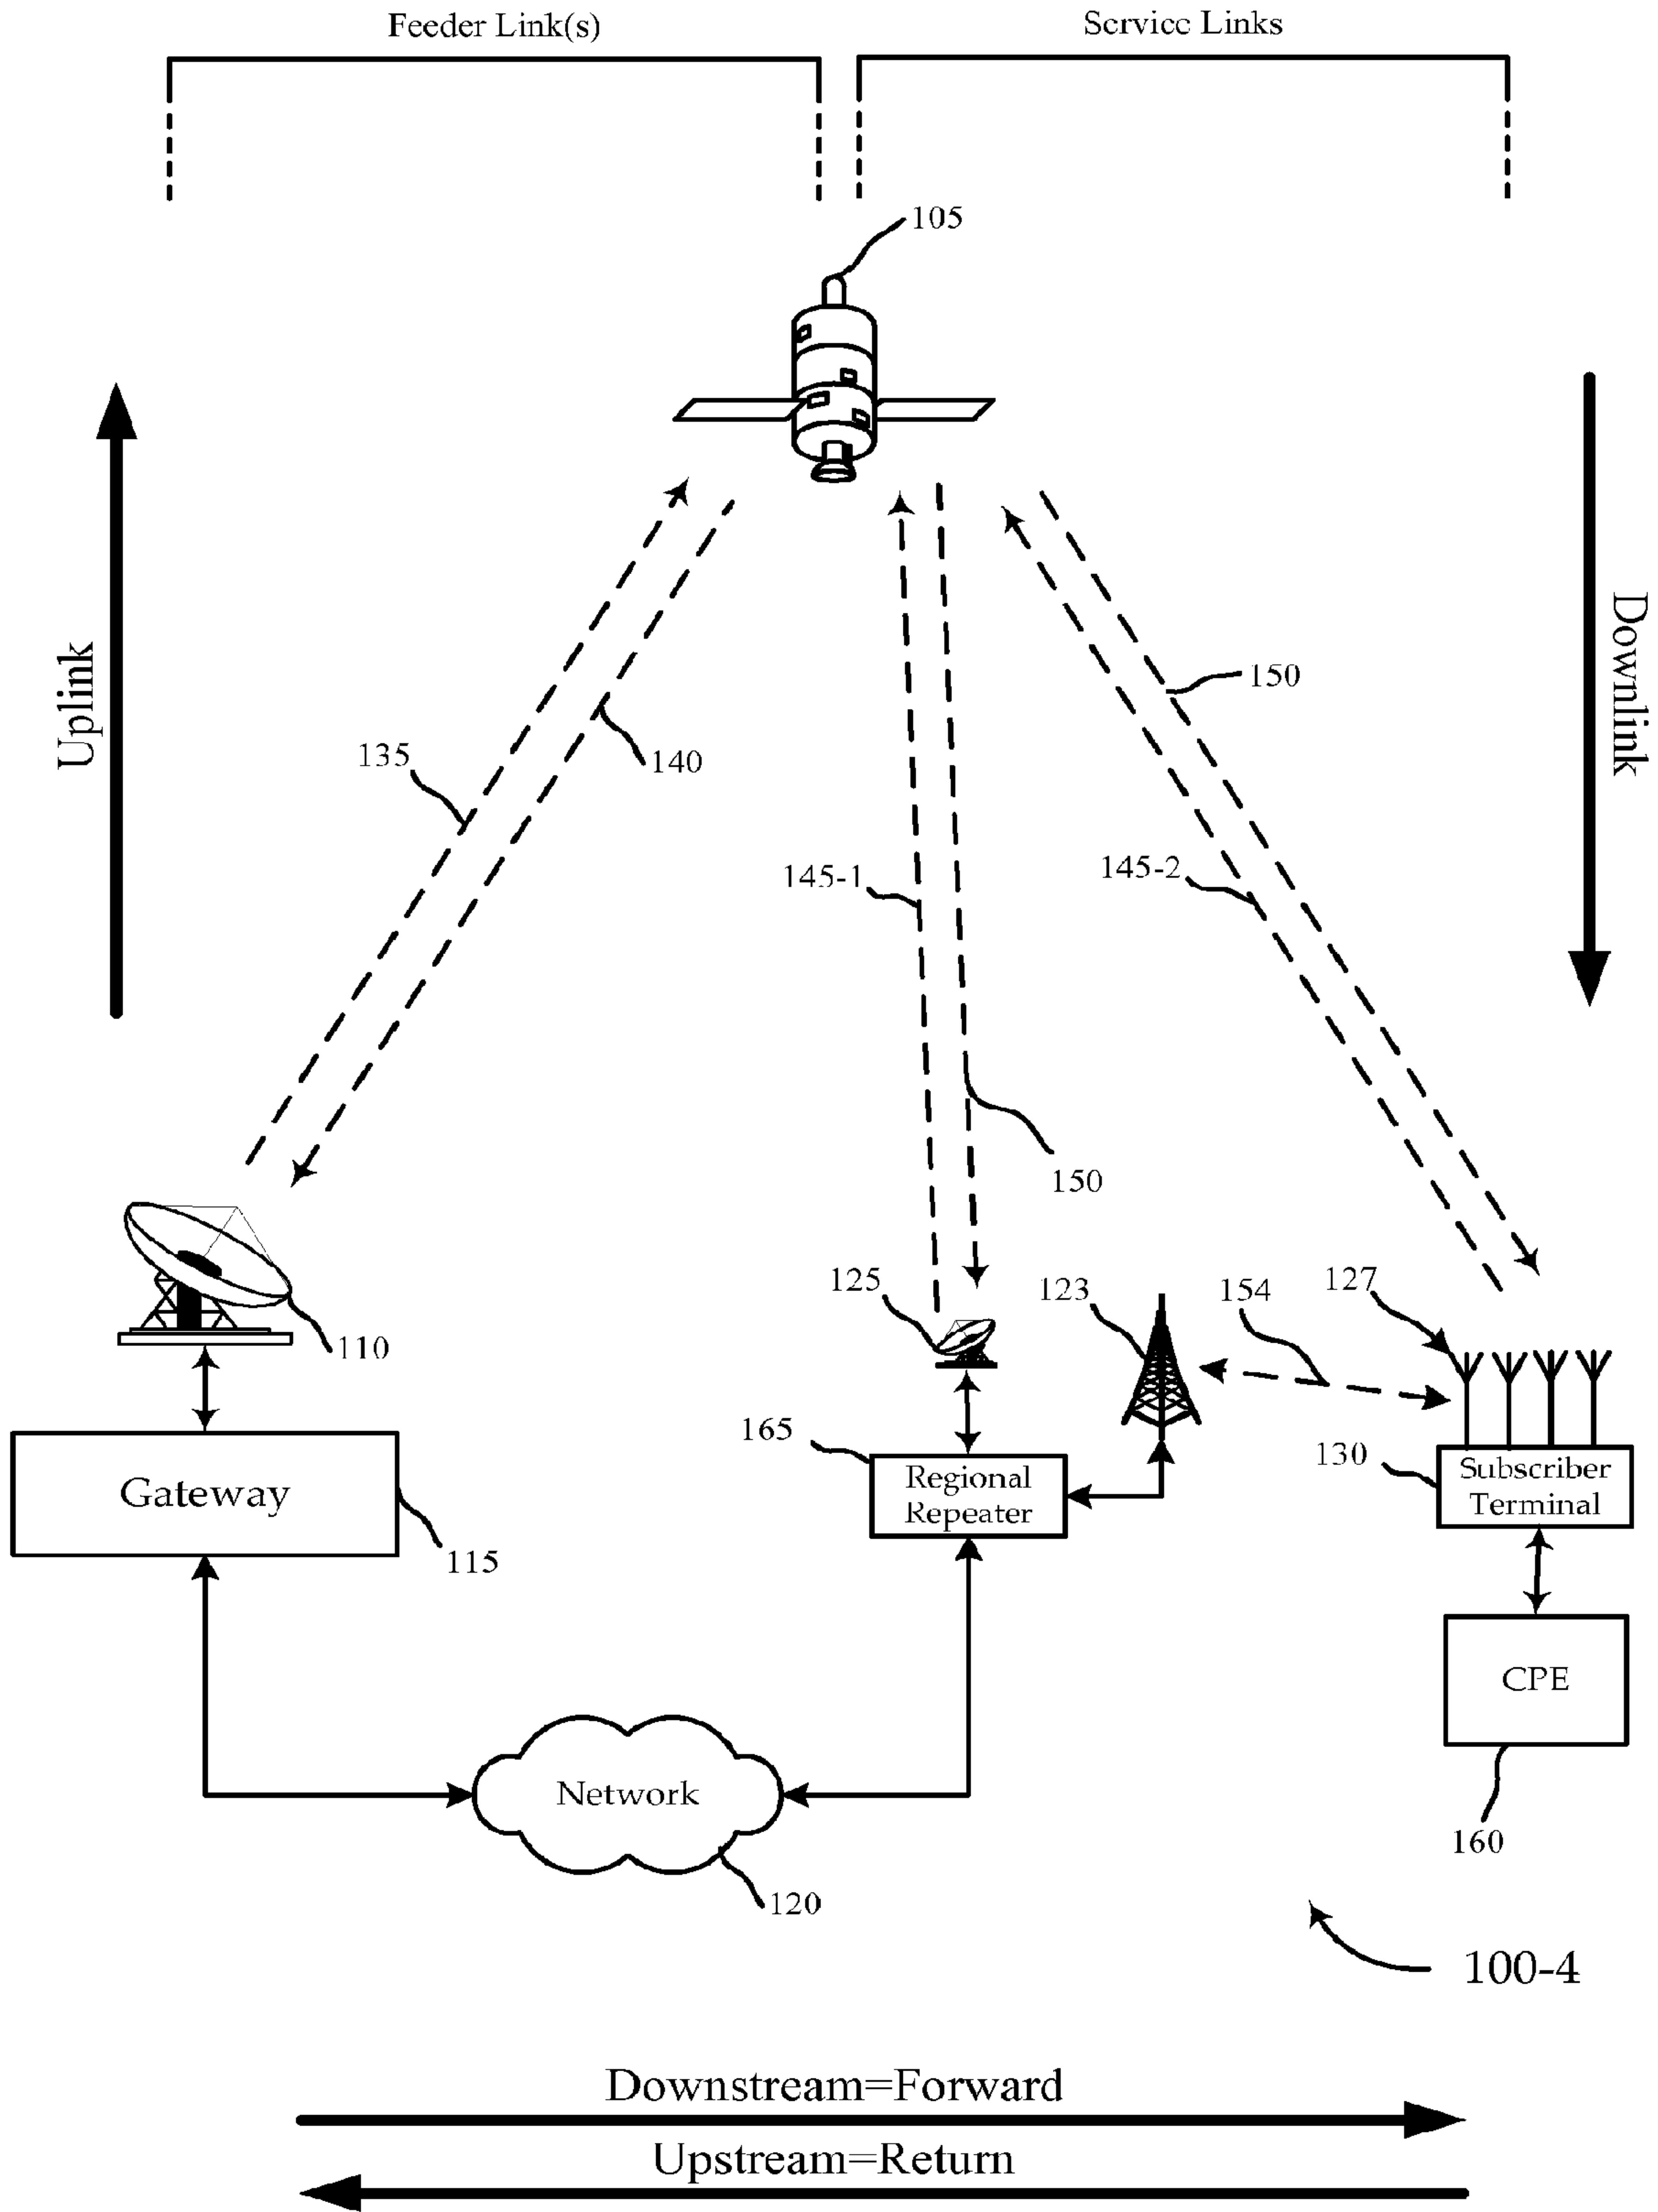 Feeder Link(s)
Service Links
105
Uplink
Downlink
150
135
140
145-1
145-2
150
125
123
154
127
110
165
130
Gateway
Regional
Repeater
Subscriber
Terminal
115
CPE
Network
160
120
100-4
Downstream=Forward
Upstream=Return